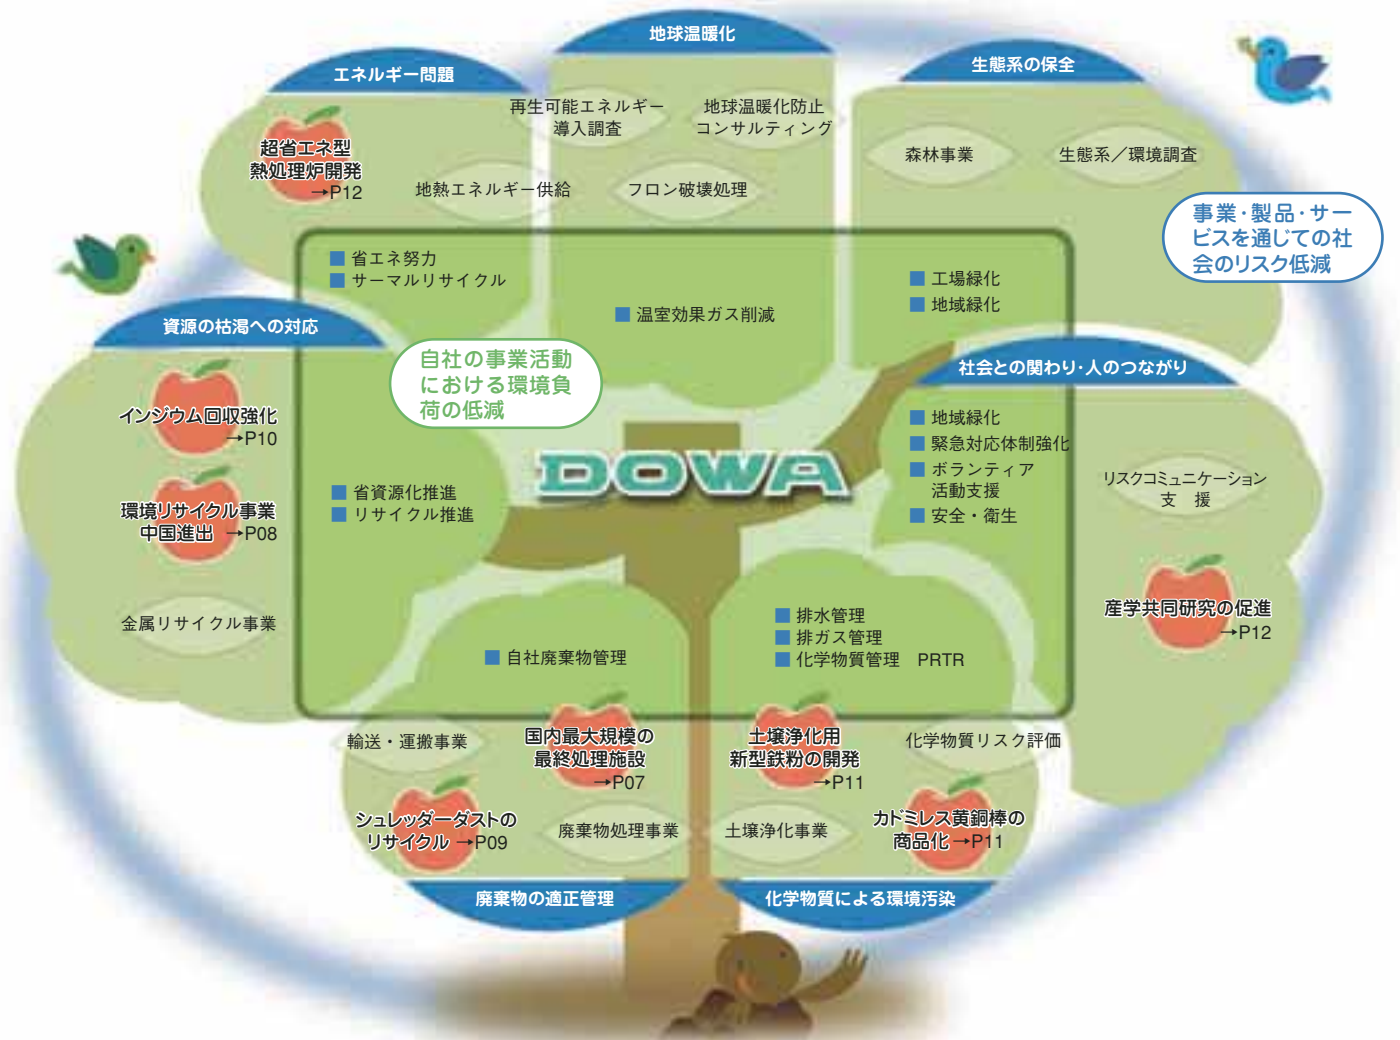 地球温暖化
エネルギー問題
生態系の保全
再生可能エネルギー
導入調査
地球温暖化防止
コンサルティング
超省エネ型
熱処理炉開発
→P12
地熱エネルギー供給
フロン破壊処理
森林事業
生態系／環境調査
事業・製品・サー
ビスを通じての社
会のリスク低減
■ 省エネ努力
■ サーマルリサイクル
■ 温室効果ガス削減
■ 工場緑化
■ 地域緑化
資源の枯渇への対応
自社の事業活動
における環境負
荷の低減
社会との関わり・人のつながり
インジウム回収強化
→P10
環境リサイクル事業
中国進出 →P08
金属リサイクル事業
■ 省資源化推進
■ リサイクル推進
DOWA
■ 地域緑化
■ 緊急対応体制強化
■ ボランティア
活動支援
■ 安全・衛生
リスクコミュニケーション
支　援
産学共同研究の促進
→P12
■ 自社廃棄物管理
■ 排水管理
■ 排ガス管理
■ 化学物質管理　PRTR
輸送・運搬事業
国内最大規模の
最終処理施設
→P07
土壌浄化用
新型鉄粉の開発
→P11
化学物質リスク評価
シュレッダーダストの
リサイクル →P09
廃棄物処理事業
土壌浄化事業
カドミレス黄銅棒の
商品化 →P11
廃棄物の適正管理
化学物質による環境汚染